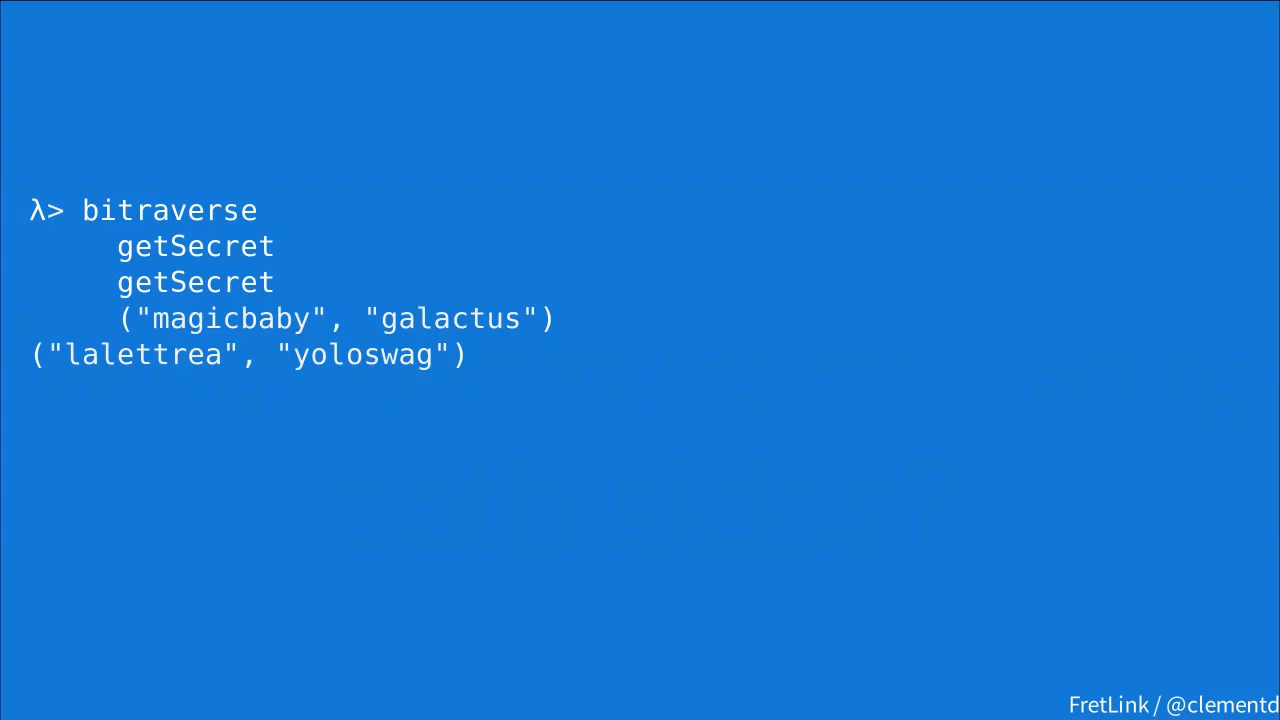 λ> bitraverse
getSecret
getSecret
("magicbaby", "galactus")
("lalettrea", "yoloswag")
FretLink / @clementd